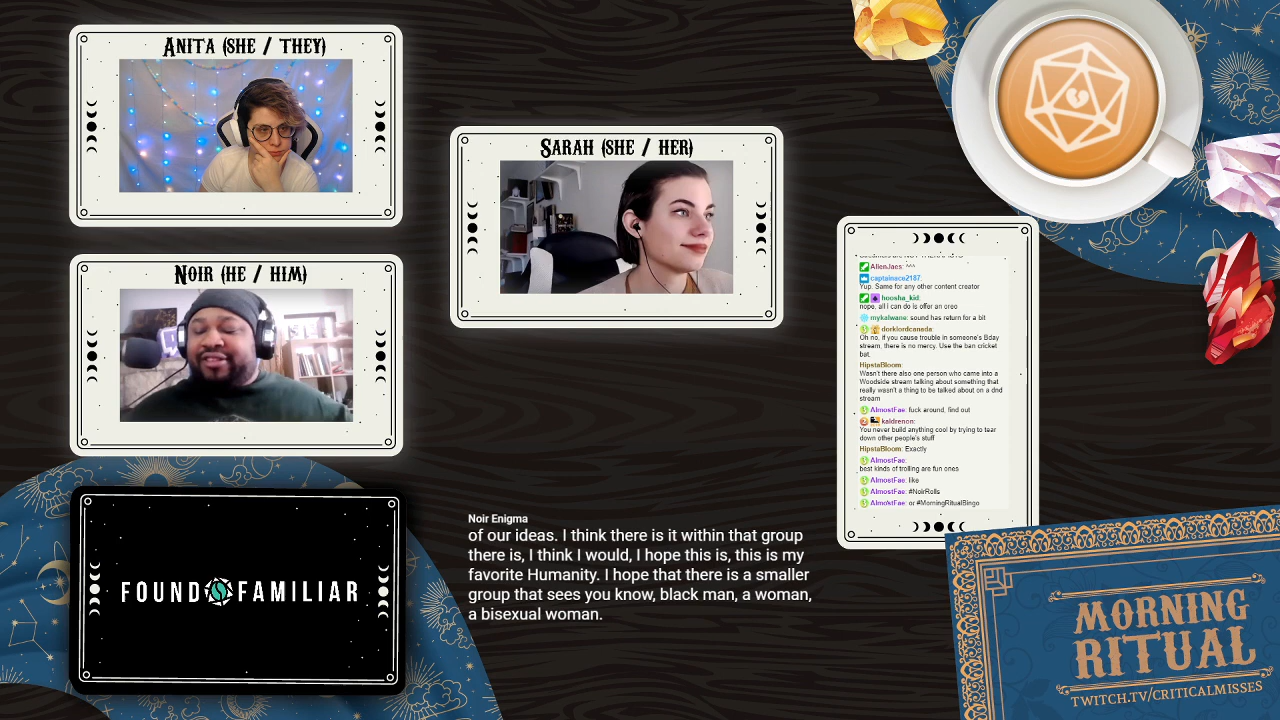 ANITA (SHE / THEY)
SARAH (SHE / HER)
NOIR (HE / HIM)
FOUND FAMILIAR
AlienJaes: ^^^
captainace2187:
Yup. Same for any other content creator
hoosha_kid:
nope, all i can do is offer an oreo
mykalwane: sound has return for a bit
dorklordcanada:
Oh no, if you cause trouble in someone's Bday
stream, there is no mercy. Use the ban cricket
bat.
HipstaBloom:
Wasn't there also one person who came into a
Woodside stream talking about something that
really wasn't a thing to be talked about on a dnd
stream
AlmostFae: fuck around, find out
kaldrenon:
You never build anything cool by trying to tear
down other people's stuff
HipstaBloom: Exactly
AlmostFae:
best kinds of trolling are fun ones
AlmostFae: like
AlmostFae: #NoirRolls
AlmostFae: or #MorningRitualBingo
Noir Enigma
of our ideas. I think there is it within that group
there is, I think I would, I hope this is, this is my
favorite Humanity. I hope that there is a smaller
group that sees you know, black man, a woman,
a bisexual woman.
MORNING
RITUAL
TWITCH.TV/CRITICALMISSES